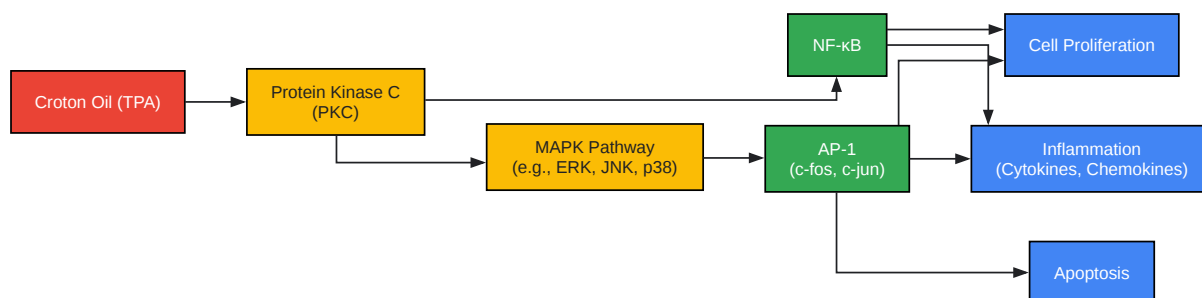 Croton Oil (TPA)
Protein Kinase C
(PKC)
MAPK Pathway
(e.g., ERK, JNK, p38)
NF-κB
AP-1
(c-fos, c-jun)
Cell Proliferation
Inflammation
(Cytokines, Chemokines)
Apoptosis